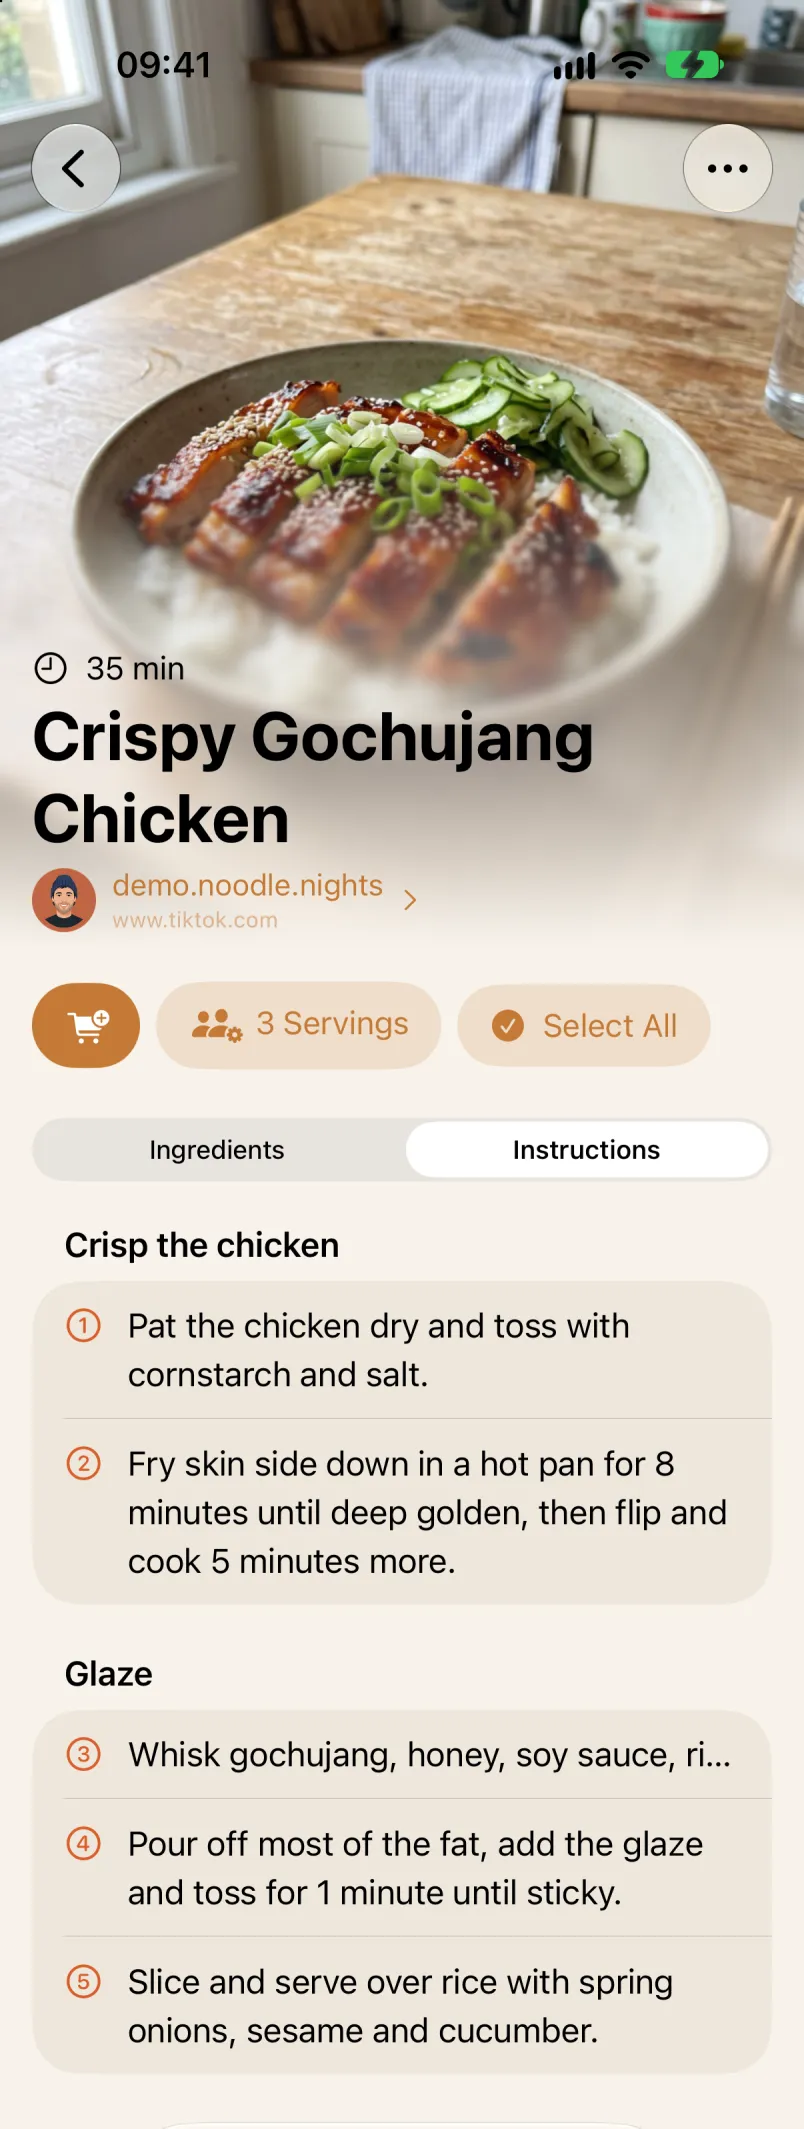 09:41
35 min
Crispy Gochujang
Chicken
demo.noodle.nights
www.tiktok.com
3 Servings
Select All
Ingredients
Instructions
Crisp the chicken
1 Pat the chicken dry and toss with
cornstarch and salt.
2 Fry skin side down in a hot pan for 8
minutes until deep golden, then flip and
cook 5 minutes more.
Glaze
3 Whisk gochujang, honey, soy sauce, ri...
4 Pour off most of the fat, add the glaze
and toss for 1 minute until sticky.
5 Slice and serve over rice with spring
onions, sesame and cucumber.